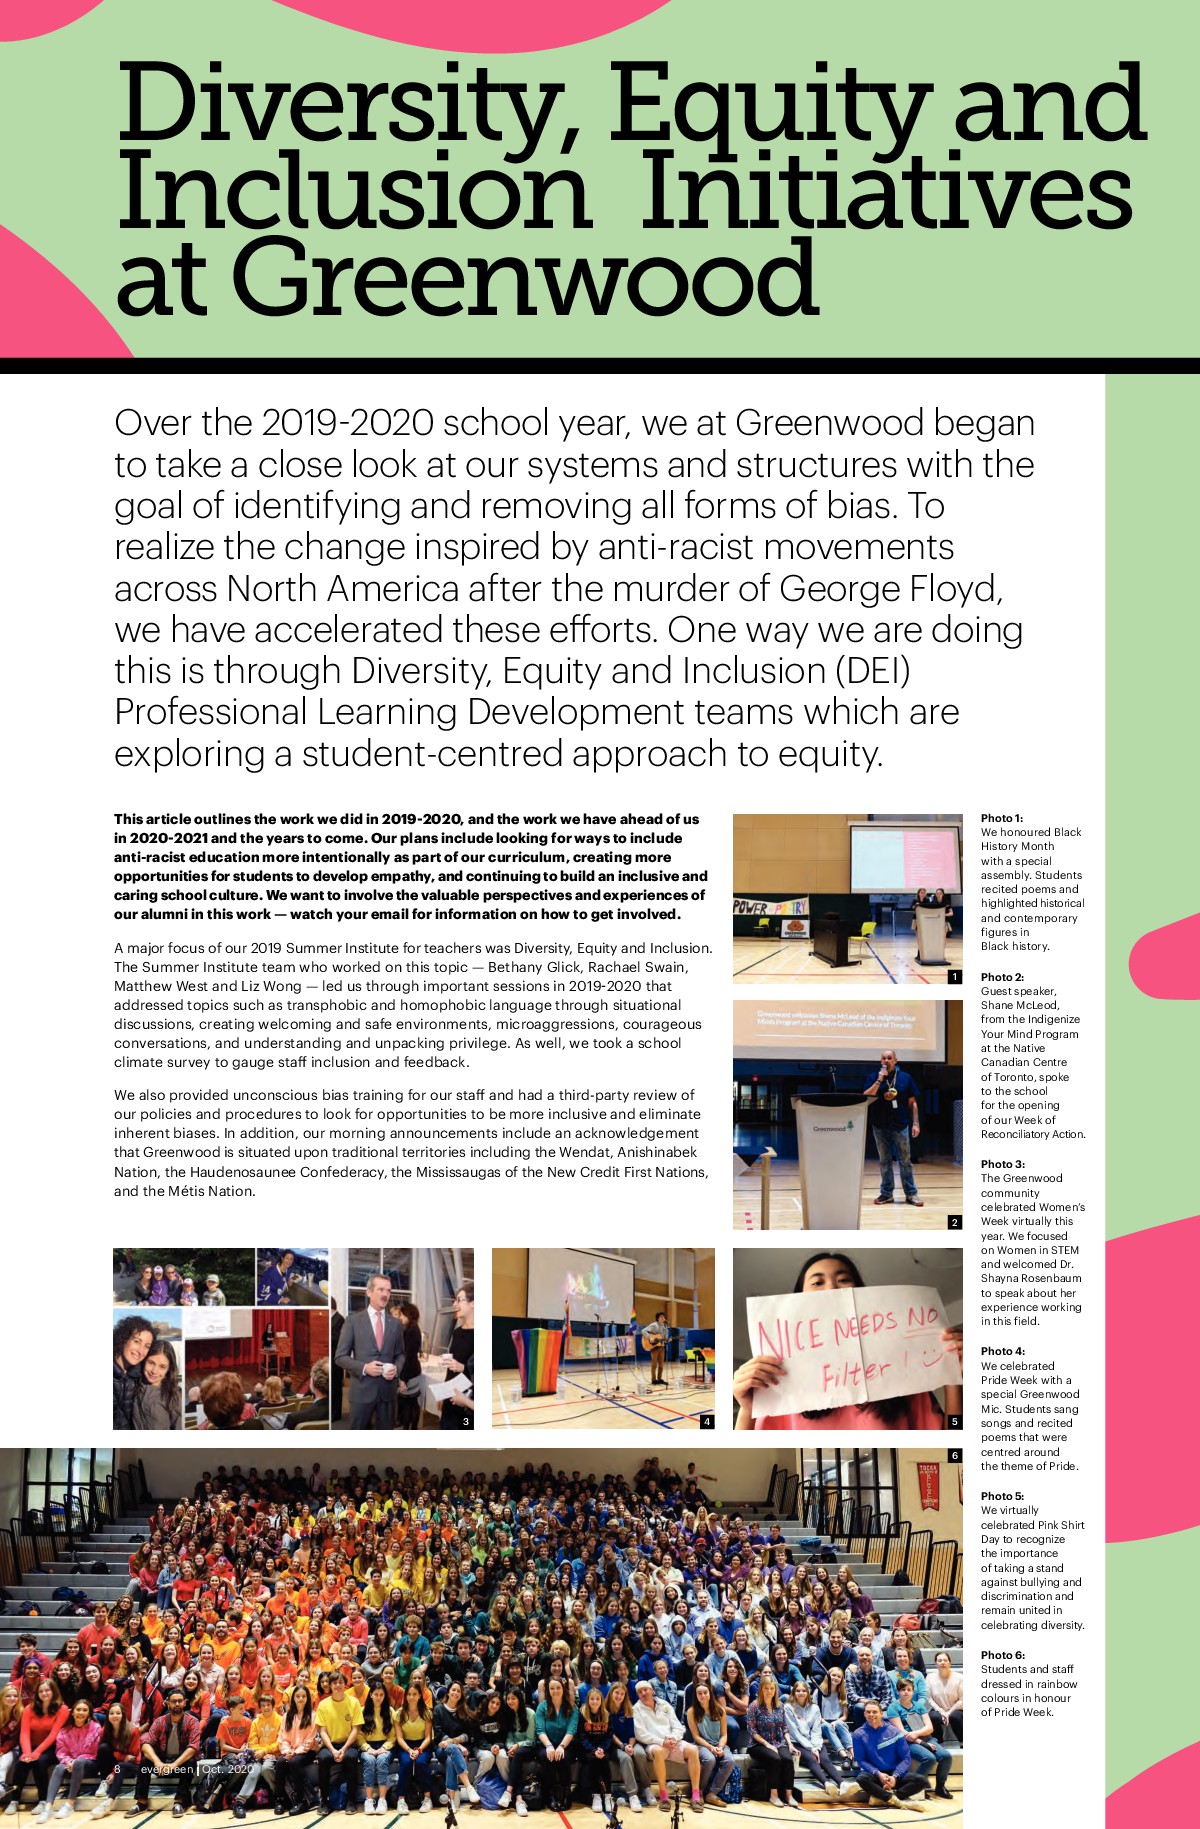 Diversity, Equity and
Inclusion Initiatives
at Greenwood
Over the 2019-2020 school year, we at Greenwood began
to take a close look at our systems and structures with the
goal of identifying and removing all forms of bias. To
realize the change inspired by anti-racist movements
across North America after the murder of George Floyd,
we have accelerated these efforts. One way we are doing
this is through Diversity, Equity and Inclusion (DEI)
Professional Learning Development teams which are
exploring a student-centred approach to equity.
This article outlines the work we did in 2019-2020, and the work we have ahead of us
in 2020-2021 and the years to come. Our plans include looking for ways to include
anti-racist education more intentionally as part of our curriculum, creating more
opportunities for students to develop empathy, and continuing to build an inclusive and
caring school culture. We want to involve the valuable perspectives and experiences of
our alumni in this work — watch your email for information on how to get involved.
A major focus of our 2019 Summer Institute for teachers was Diversity, Equity and Inclusion.
The Summer Institute team who worked on this topic — Bethany Glick, Rachael Swain,
Matthew West and Liz Wong — led us through important sessions in 2019-2020 that
addressed topics such as transphobic and homophobic language through situational
discussions, creating welcoming and safe environments, microaggressions, courageous
conversations, and understanding and unpacking privilege. As well, we took a school
climate survey to gauge staff inclusion and feedback.
We also provided unconscious bias training for our staff and had a third-party review of
our policies and procedures to look for opportunities to be more inclusive and eliminate
inherent biases. In addition, our morning announcements include an acknowledgement
that Greenwood is situated upon traditional territories including the Wendat, Anishinabek
Nation, the Haudenosaunee Confederacy, the Mississaugas of the New Credit First Nations,
and the Métis Nation.
POWER POETRY
1
Greenwood welcomes Shane McLeod of the Indigenize Your
Mind Program at the Native Canadian Centre of Toronto
Greenwood
2
3
4
NICE NEEDS NO
Filter!
5
6
Photo 1:
We honoured Black
History Month
with a special
assembly. Students
recited poems and
highlighted historical
and contemporary
figures in
Black history.
Photo 2:
Guest speaker,
Shane McLeod,
from the Indigenize
Your Mind Program
at the Native
Canadian Centre
of Toronto, spoke
to the school
for the opening
of our Week of
Reconciliatory Action.
Photo 3:
The Greenwood
community
celebrated Women's
Week virtually this
year. We focused
on Women in STEM
and welcomed Dr.
Shayna Rosenbaum
to speak about her
experience working
in this field.
Photo 4:
We celebrated
Pride Week with a
special Greenwood
Mic. Students sang
songs and recited
poems that were
centred around
the theme of Pride.
Photo 5:
We virtually
celebrated Pink Shirt
Day to recognize
the importance
of taking a stand
against bullying and
discrimination and
remain united in
celebrating diversity.
Photo 6:
Students and staff
dressed in rainbow
colours in honour
of Pride Week.
8 evergreen | Oct. 2020